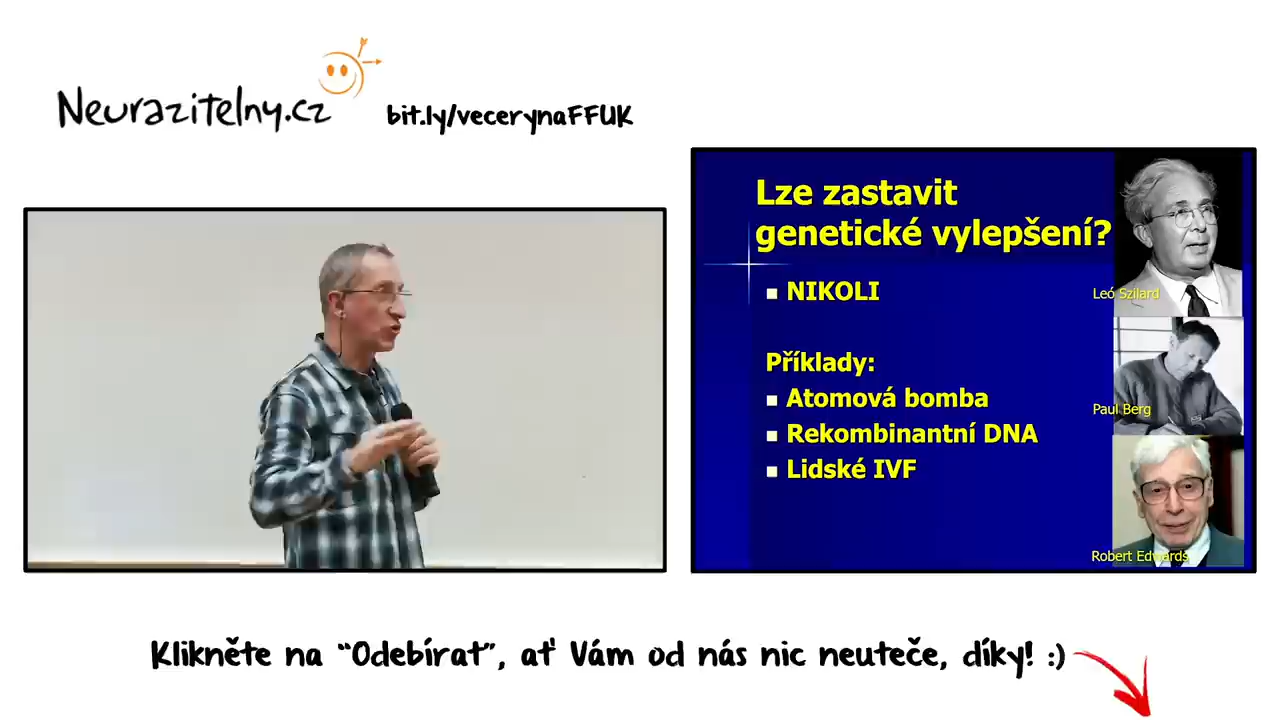 Neurazitelny.cz
bit.ly/vecerynaFFUK
Lze zastavit
genetické vylepšení?
NIKOLI
Leó Szilard
Příklady:
Atomová bomba
Paul Berg
Rekombinantní DNA
Lidské IVF
Robert Edwards
Klikněte na “Odebírat”, ať Vám od nás nic neuteče, díky! :)